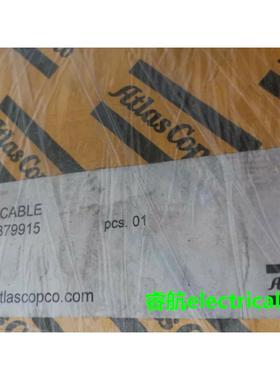 Atlas Copco
CABLE
379915 pcs. 01
tlascopco.com
睿航electrical